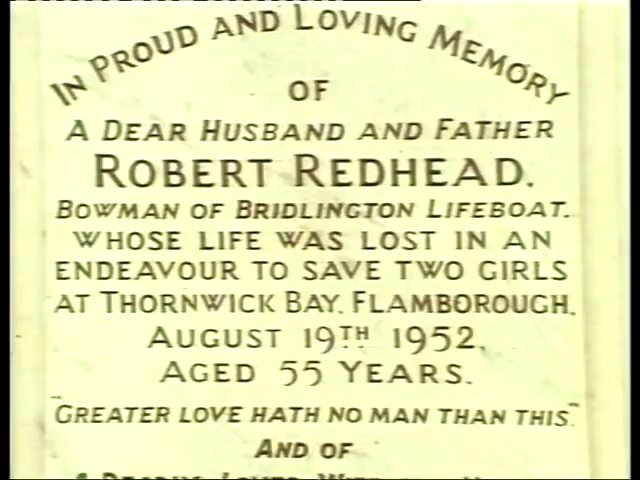 IN PROUD AND LOVING MEMORY
OF
A DEAR HUSBAND AND FATHER
ROBERT REDHEAD.
BOWMAN OF BRIDLINGTON LIFEBOAT.
WHOSE LIFE WAS LOST IN AN
ENDEAVOUR TO SAVE TWO GIRLS
AT THORNWICK BAY. FLAMBOROUGH.
AUGUST 19TH 1952.
AGED 55 YEARS.
"GREATER LOVE HATH NO MAN THAN THIS."
AND OF